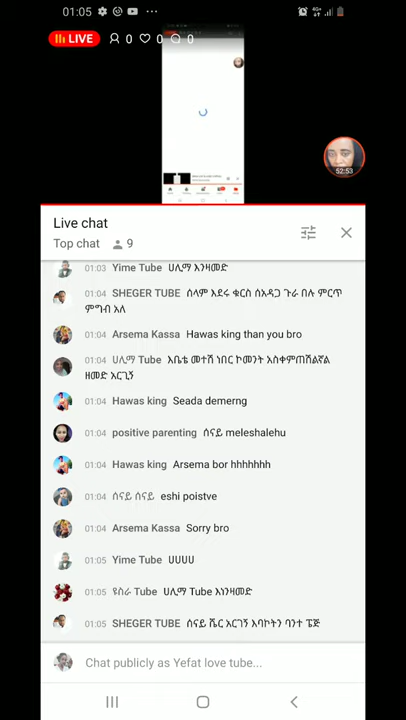 01:05
4G+
LIVE 0 0 0
52:53
Live chat
Top chat 9
01:03 Yime Tube ሀሊማ እንዛመድ
01:04 SHEGER TUBE ሰላም እደሩ ቁርስ ሰአዳጋ ጉራ በሉ ምርጥ
ምግብ አለ
01:04 Arsema Kassa Hawas king than you bro
01:04 ሀሊማ Tube እቤቴ መተሽ ነበር ኮመንት አስቀምጠሽልኛል
ዘመድ አርጊኝ
01:04 Hawas king Seada demerng
01:04 positive parenting ሰናይ meleshalehu
01:04 Hawas king Arsema bor hhhhhhh
01:04 ሰናይ ሰናይ eshi poistve
01:04 Arsema Kassa Sorry bro
01:05 Yime Tube ሀሀሀሀ
01:05 የስራ Tube ሀሊማ Tube እንዛመድ
01:05 SHEGER TUBE ሰናይ ሼር አርገኝ እባኮትን ባንተ ፔጅ
Chat publicly as Yefat love tube...